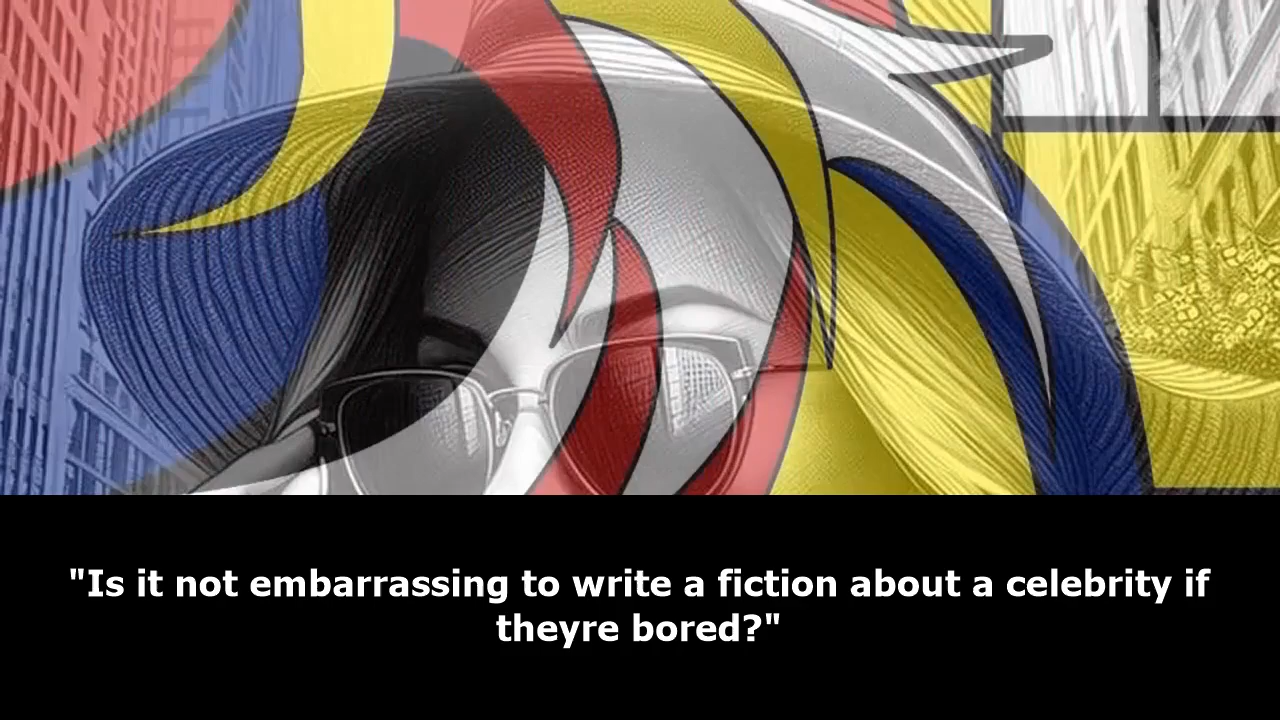 "Is it not embarrassing to write a fiction about a celebrity if
theyre bored?"